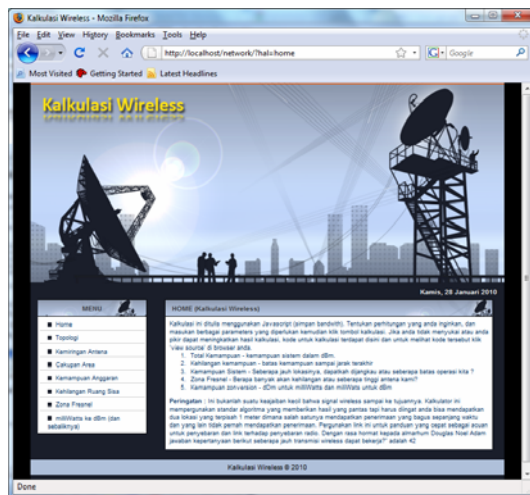 Kalkulasi Wireless - Mozilla Firefox
File Edit View History Bookmarks Tools Help
http://localhost/network/?hal=home
Google
Most Visited Getting Started Latest Headlines
Kalkulasi Wireless
Kamis, 28 Januari 2010
MENU
Home
Topologi
Kemiringan Antena
Cakupan Area
Kemampuan Anggaran
Kehilangan Ruang Sisa
Zona Fresnel
miliWatts ke dBm (dan
sebaliknya)
HOME (Kalkulasi Wireless)
Kalkulasi ini ditulis menggunakan Javascript (simpan bandwith). Tentukan perhitungan yang anda inginkan, dan
masukan berbagai parameters yang diperlukan kemudian klik tombol kalkulasi. Jika anda tidak menyukai atau anda
pikir dapat meningkatkan hasil kalkulasi, kode untuk kalkulasi terdapat disini dan untuk melihat kode tersebut klik
'view source' di browser anda.
1. Total Kemampuan - kemampuan sistem dalam dBm.
2. Kehilangan kemampuan - batas kemampuan sampai jarak terakhir
3. Kemampuan Sistem - Seberapa jauh lokasinya, dapatkah dijangkau atau seberapa batas operasi kita ?
4. Zona Fresnel - Berapa banyak akan kehilangan atau seberapa tinggi antena kami?
5. Kemampuan conversion - dBm untuk miliWatts dan miliWatts untuk dBm
Peringatan : Ini bukanlah suatu keajaiban kecil bahwa signal wireless sampai ke tujuannya. Kalkulator ini
mempergunakan standar algoritma yang memberikan hasil yang pantas tapi harus diingat anda bisa mendapatkan
dua lokasi yang terpisah 1 meter dimana salah satunya mendapatkan penerimaan yang bagus sepanjang waktu
dan yang lain tidak pernah mendapatkan penerimaan. Pergunakan link ini untuk panduan yang cepat sebagai acuan
untuk penyebaran dan link terhadap penyebaran radio. Dengan rasa hormat kepada almarhum Douglas Noel Adam
jawaban kepertanyaan berikut seberapa jauh transmisi wireless dapat bekerja?" adalah 42
Kalkulasi Wireless © 2010
Done